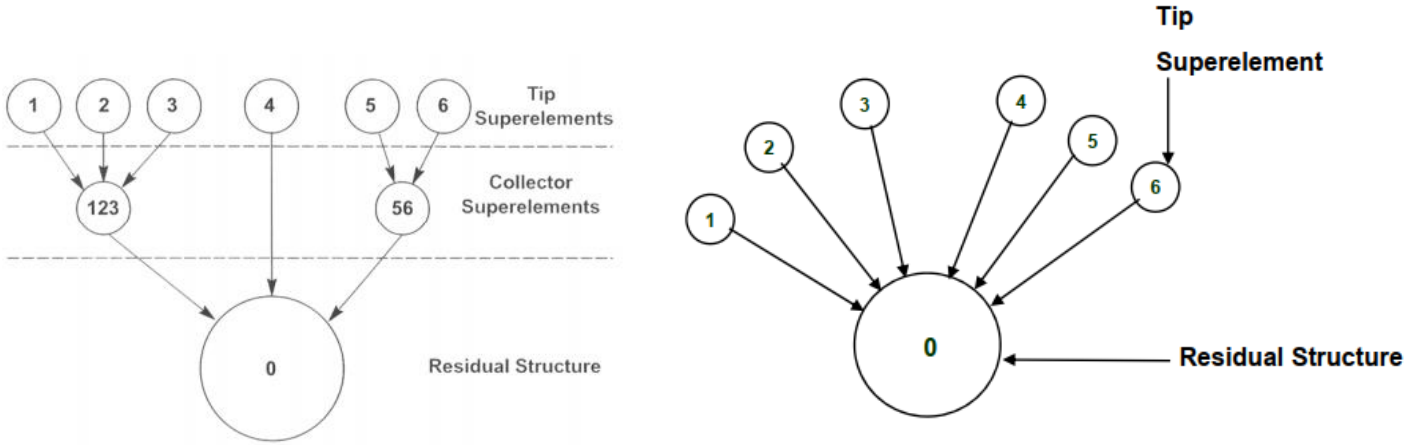 1 2 3 4 5 6
Tip
Superelements
123 56
Collector
Superelements
0
Residual Structure
Tip
Superelement
1 2 3 4 5 6
0
Residual Structure